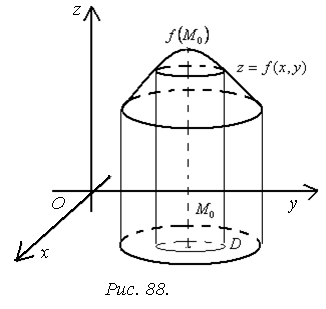 z
f(M₀)
z = f(x, y)
O
M₀
y
D
x
Рис. 88.